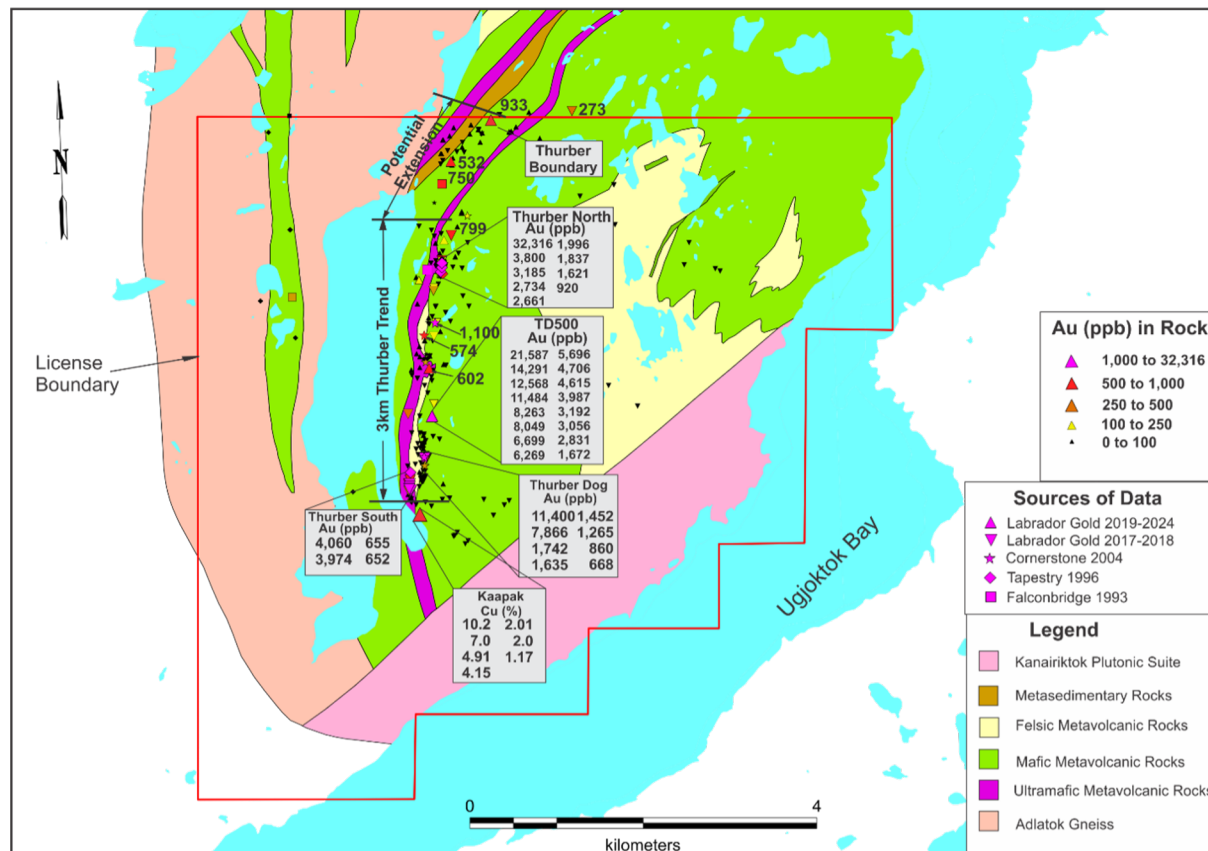 N
Potential
Extension
933
273
Thurber
Boundary
532
750
799
3km Thurber Trend
Thurber North
Au (ppb)
32,316 1,996
3,800 1,837
3,185 1,621
2,734 920
2,661
1,100
574
602
TD500
Au (ppb)
21,587 5,696
14,291 4,706
12,568 4,615
11,484 3,987
8,263 3,192
8,049 3,056
6,699 2,831
6,269 1,672
License
Boundary
Thurber Dog
Au (ppb)
11,400 1,452
7,866 1,265
1,742 860
1,635 668
Thurber South
Au (ppb)
4,060 655
3,974 652
Kaapak
Cu (%)
10.2 2.01
7.0 2.0
4.91 1.17
4.15
Ugjoktok Bay
0 4
kilometers
Au (ppb) in Rock
1,000 to 32,316
500 to 1,000
250 to 500
100 to 250
0 to 100
Sources of Data
Labrador Gold 2019-2024
Labrador Gold 2017-2018
Cornerstone 2004
Tapestry 1996
Falconbridge 1993
Legend
Kanairiktok Plutonic Suite
Metasedimentary Rocks
Felsic Metavolcanic Rocks
Mafic Metavolcanic Rocks
Ultramafic Metavolcanic Rocks
Adlatok Gneiss